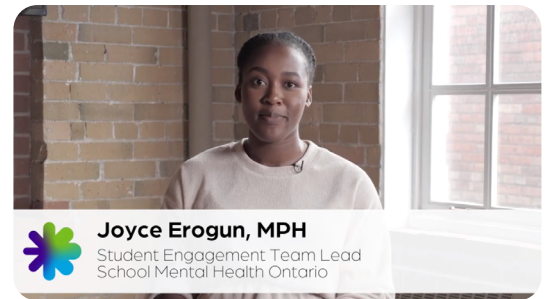 Joyce Erogun, MPH
Student Engagement Team Lead
School Mental Health Ontario